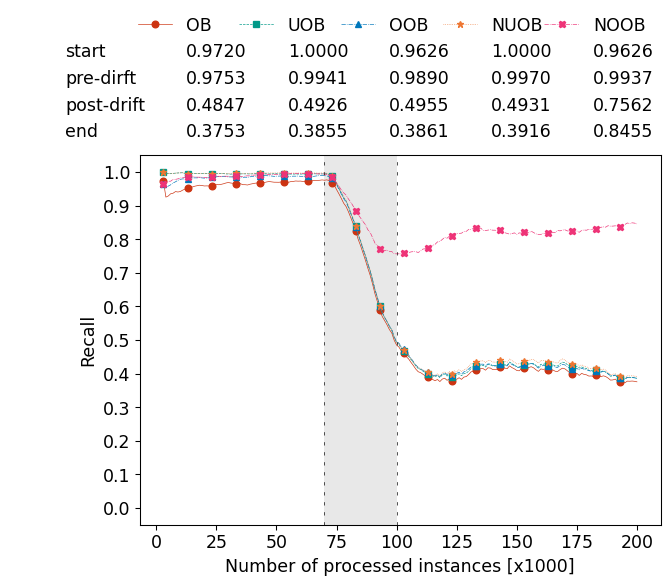 OB UOB OOB NUOB NOOB
start 0.9720 1.0000 0.9626 1.0000 0.9626
pre-dirft 0.9753 0.9941 0.9890 0.9970 0.9937
post-drift 0.4847 0.4926 0.4955 0.4931 0.7562
end 0.3753 0.3855 0.3861 0.3916 0.8455
1.0
0.9
0.8
0.7
0.6
0.5
0.4
0.3
0.2
0.1
0.0
Recall
0 25 50 75 100 125 150 175 200
Number of processed instances [x1000]